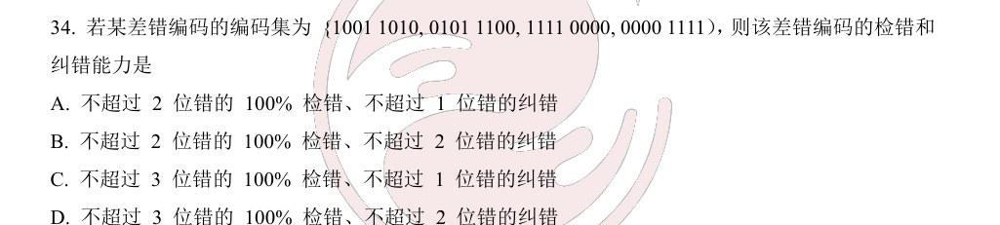 34. 若某差错编码的编码集为 {1001 1010, 0101 1100, 1111 0000, 0000 1111), 则该差错编码的检错和
纠错能力是
A. 不超过 2 位错的 100% 检错、不超过 1 位错的纠错
B. 不超过 2 位错的 100% 检错、不超过 2 位错的纠错
C. 不超过 3 位错的 100% 检错、不超过 1 位错的纠错
D. 不超过 3 位错的 100% 检错、不超过 2 位错的纠错